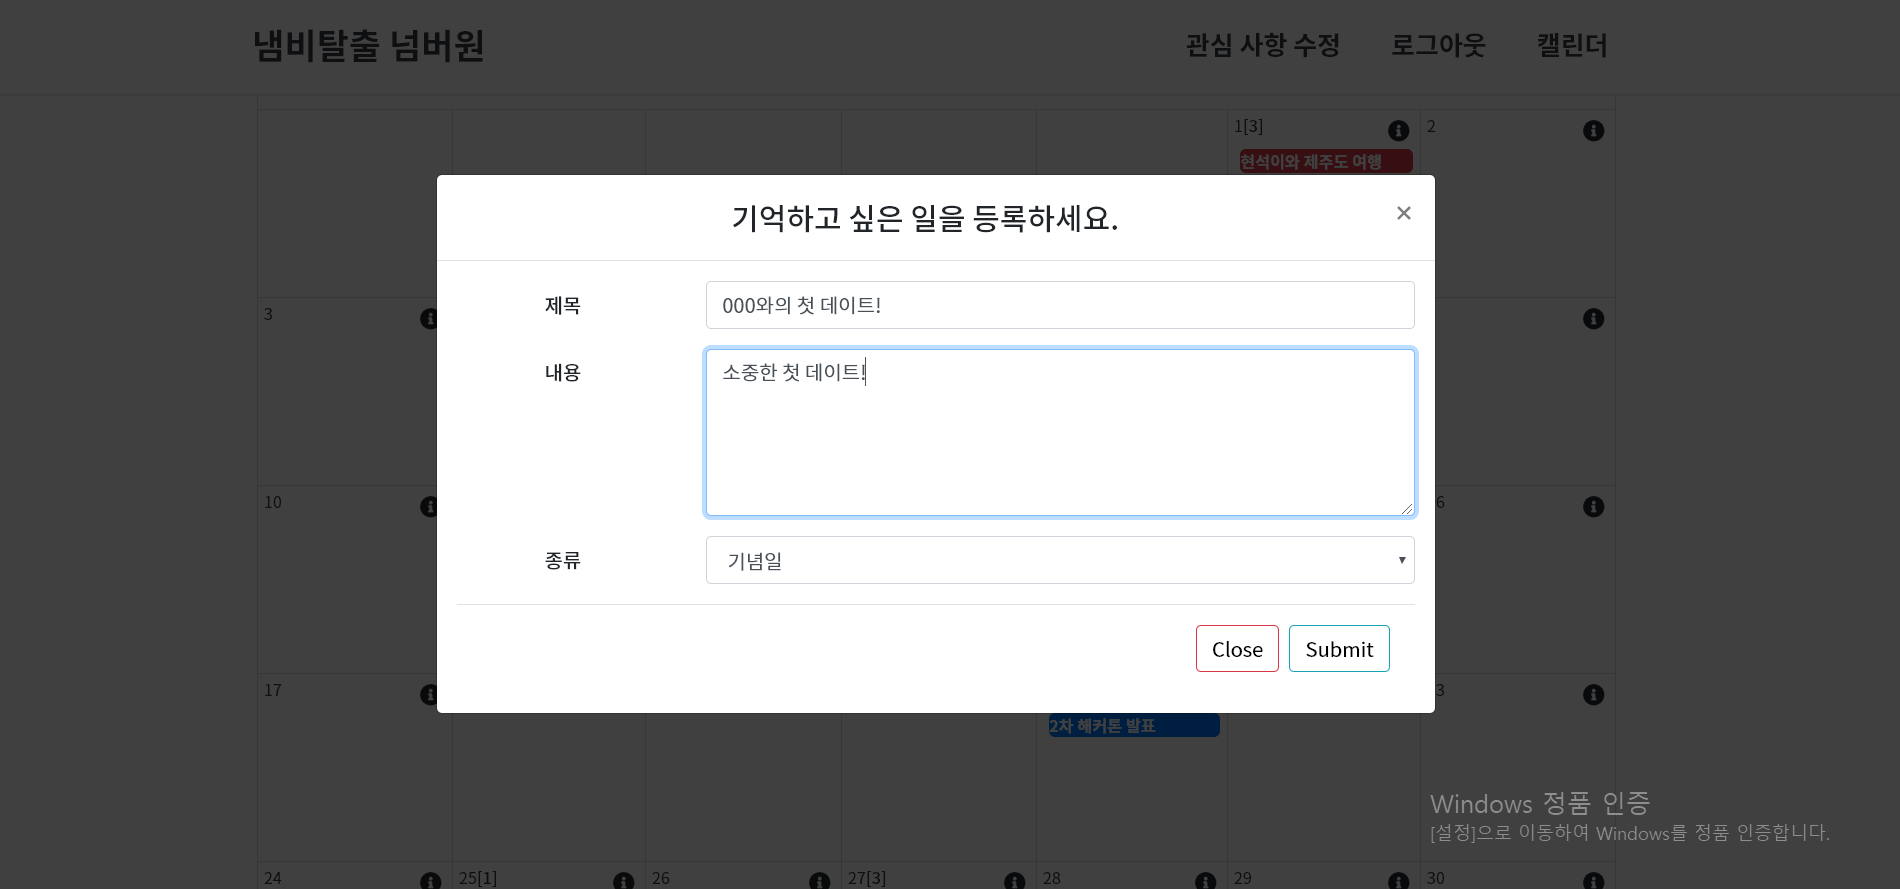 냄비탈출 넘버원
관심 사항 수정 로그아웃 캘린더
1[3] 2
현석이와 제주도 여행
기억하고 싶은 일을 등록하세요. ×
제목 000와의 첫 데이트!
3
내용 소중한 첫 데이트!
10 6
종류 기념일
Close Submit
17 3
2차 해커톤 발표
Windows 정품 인증
[설정]으로 이동하여 Windows를 정품 인증합니다.
24 25[1] 26 27[3] 28 29 30